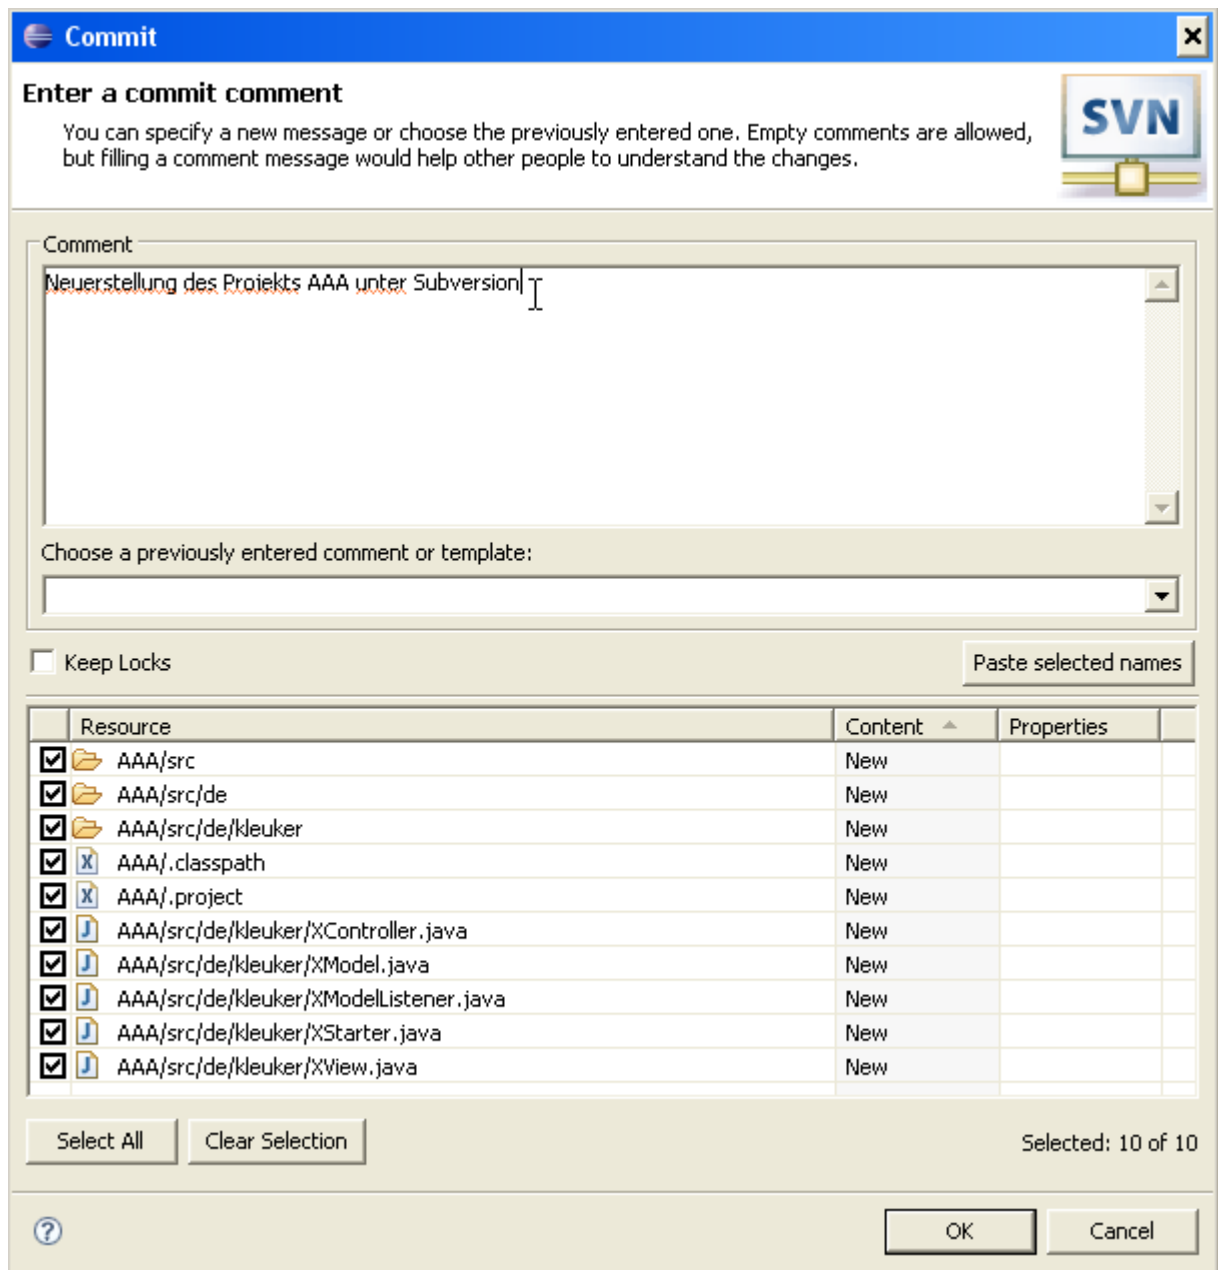 Commit
Enter a commit comment
You can specify a new message or choose the previously entered one. Empty comments are allowed,
but filling a comment message would help other people to understand the changes.
SVN
Comment
Neuerstellung des Projekts AAA unter Subversion
Choose a previously entered comment or template:
Keep Locks
Paste selected names
Resource Content Properties
AAA/src New
AAA/src/de New
AAA/src/de/kleuker New
AAA/.classpath New
AAA/.project New
AAA/src/de/kleuker/XController.java New
AAA/src/de/kleuker/XModel.java New
AAA/src/de/kleuker/XModelListener.java New
AAA/src/de/kleuker/XStarter.java New
AAA/src/de/kleuker/XView.java New
Select All Clear Selection Selected: 10 of 10
OK Cancel